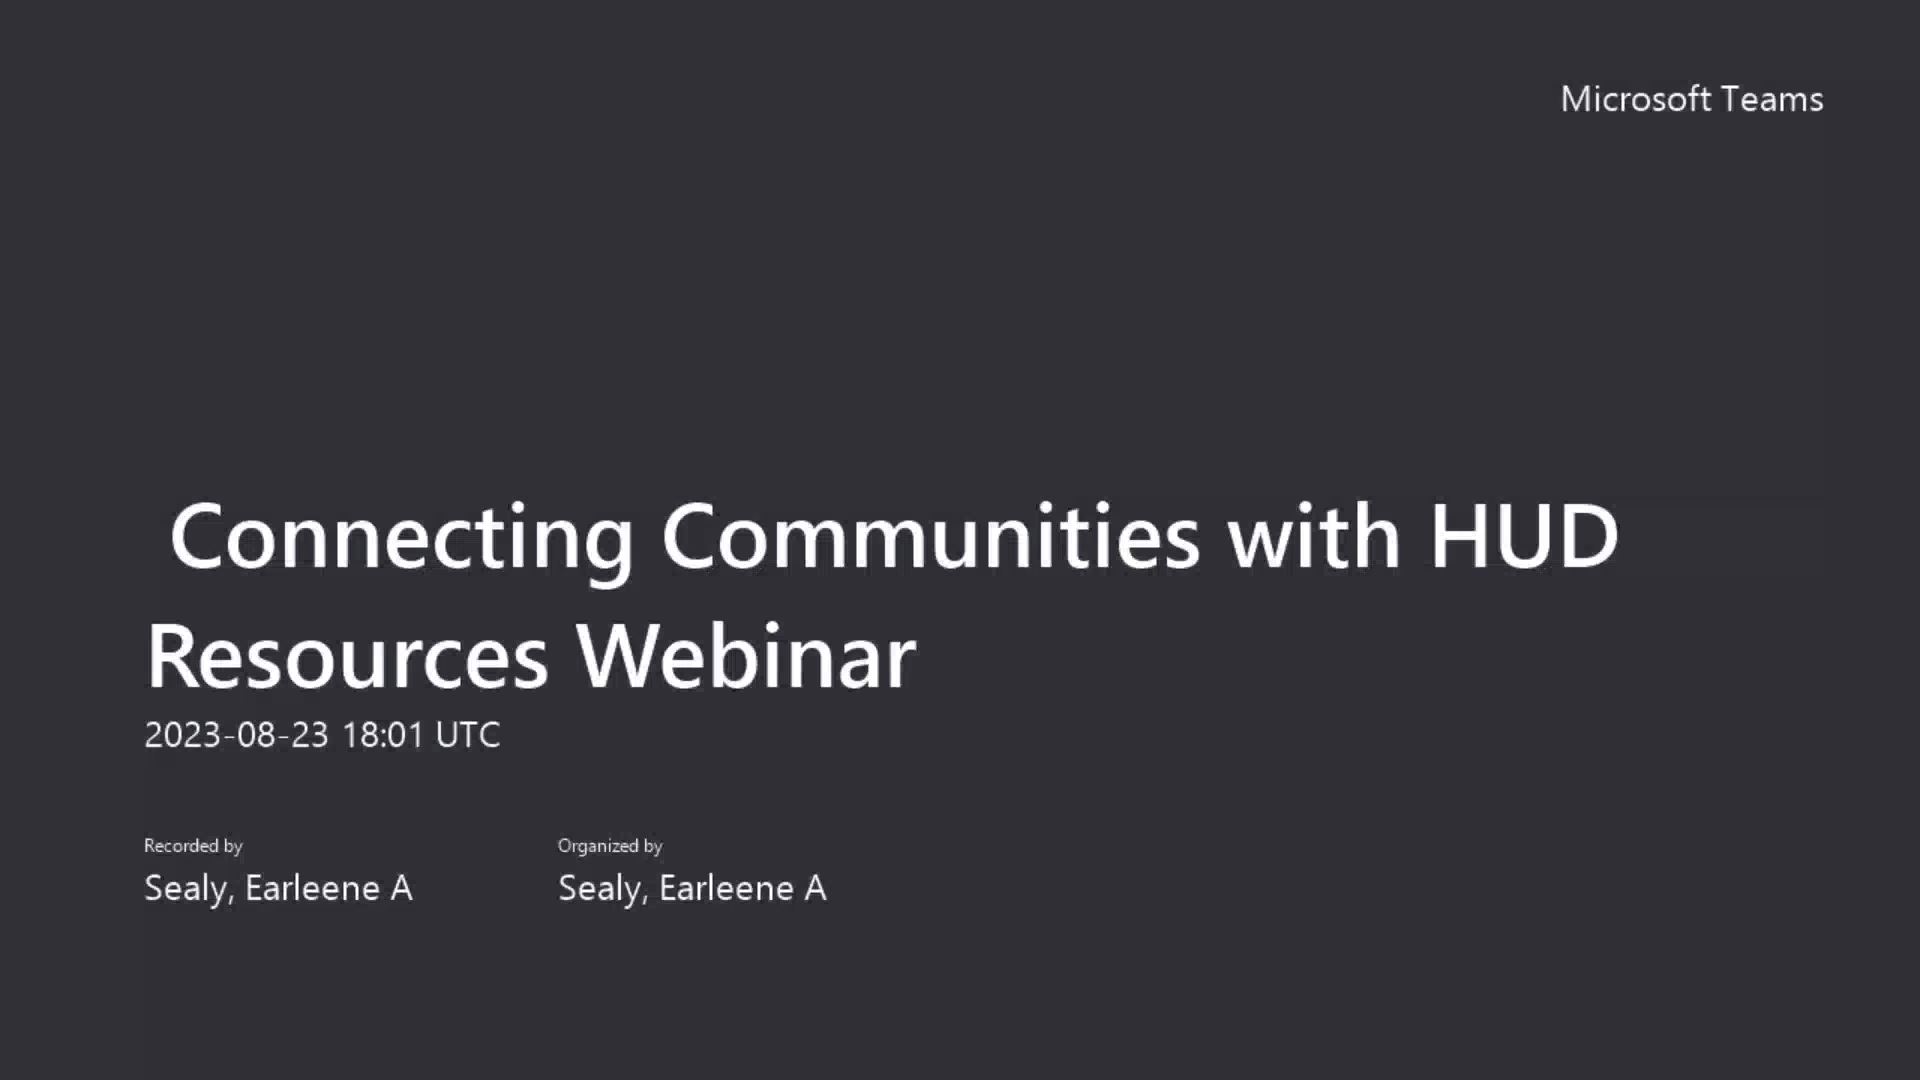 Microsoft Teams
Connecting Communities with HUD
Resources Webinar
2023-08-23 18:01 UTC
Recorded by
Sealy, Earleene A
Organized by
Sealy, Earleene A